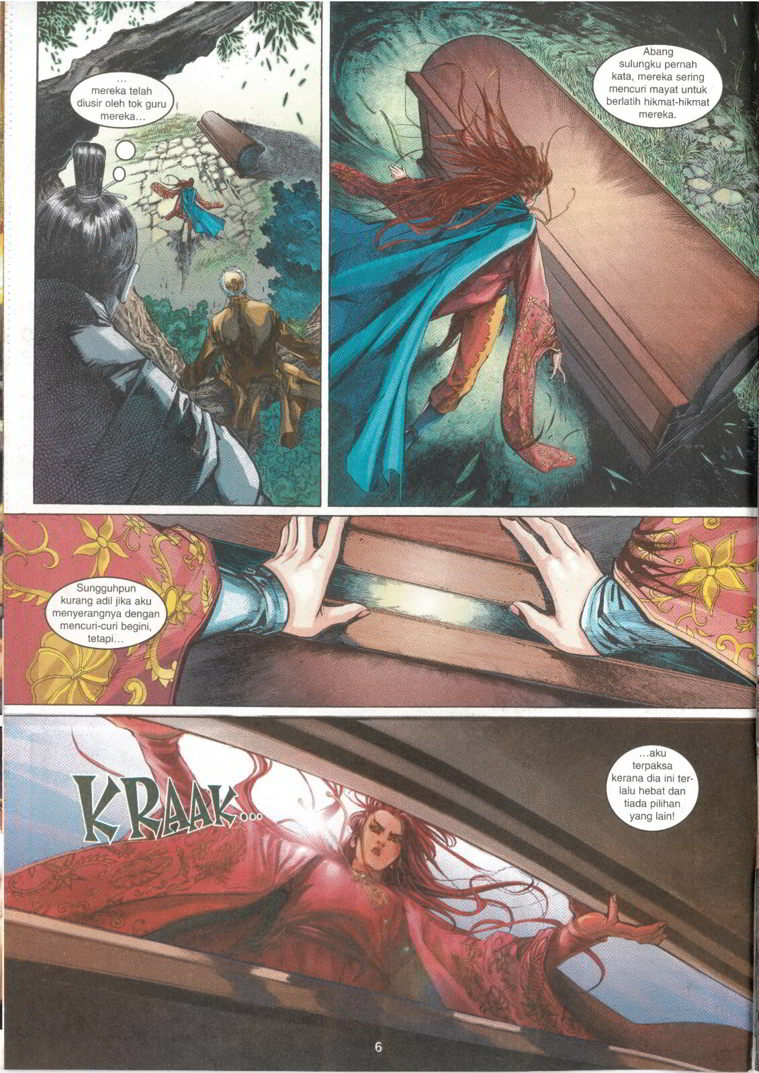 ...
mereka telah
diusir oleh tok guru
mereka...
Abang
sulungku pernah
kata, mereka sering
mencuri mayat untuk
berlatih hikmat-hikmat
mereka.
Sungguhpun
kurang adil jika aku
menyerangnya dengan
mencuri-curi begini,
tetapi...
KRAAK...
...aku
terpaksa
kerana dia ini ter-
lalu hebat dan
tiada pilihan
yang lain!
6